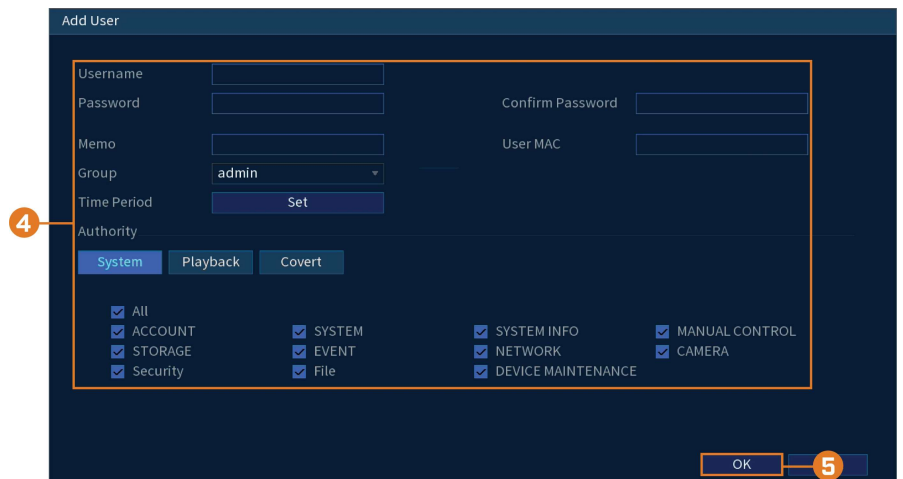 Add User
Username
Password Confirm Password
Memo User MAC
Group admin
Time Period Set
4
Authority
System Playback Covert
All
ACCOUNT SYSTEM SYSTEM INFO MANUAL CONTROL
STORAGE EVENT NETWORK CAMERA
Security File DEVICE MAINTENANCE
OK 5